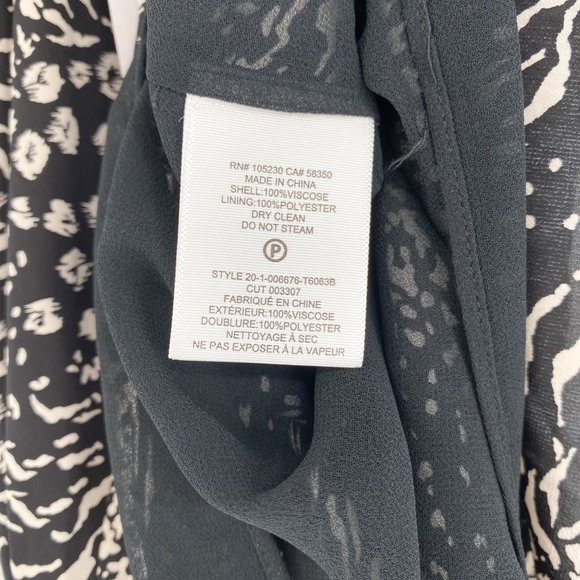 RN# 105230 CA# 58350
MADE IN CHINA
SHELL:100%VISCOSE
LINING:100%POLYESTER
DRY CLEAN
DO NOT STEAM
P
STYLE 20-1-006676-T6063B
CUT 003307
FABRIQUÉ EN CHINE
EXTÉRIEUR:100%VISCOSE
DOUBLURE:100%POLYESTER
NETTOYAGE À SEC
NE PAS EXPOSER À LA VAPEUR